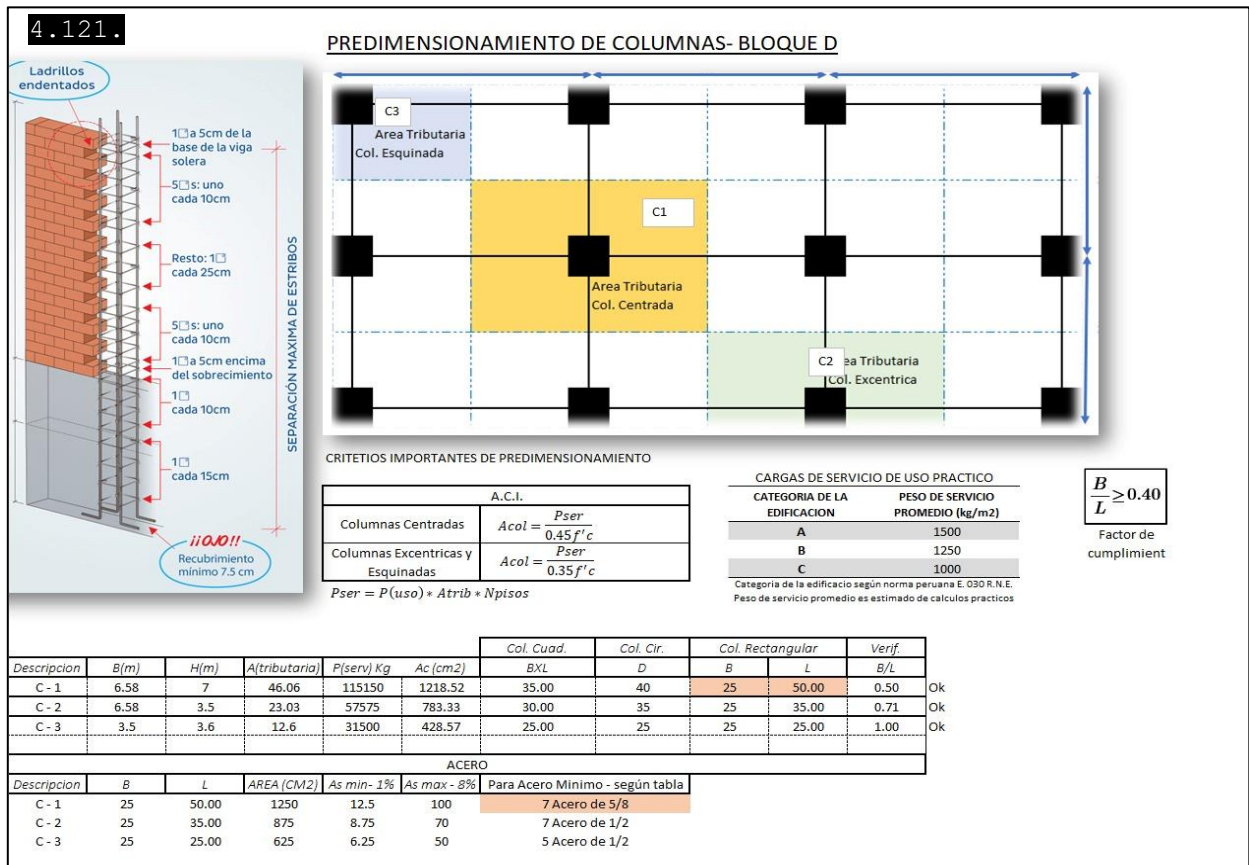 4.121.
PREDIMENSIONAMIENTO DE COLUMNAS- BLOQUE D
Ladrillos
endentados
1□ a 5cm de la
base de la viga
solera
5□s: uno
cada 10cm
Resto: 1□
cada 25cm
5□s: uno
cada 10cm
1□ a 5cm encima
del sobrecimiento
1□
cada 10cm
1□
cada 15cm
SEPARACIÓN MAXIMA DE ESTRIBOS
¡¡OJO!!
Recubrimiento
mínimo 7.5 cm
C3
Area Tributaria
Col. Esquinada
C1
Area Tributaria
Col. Centrada
C2 ea Tributaria
Col. Excentrica
CRITETIOS IMPORTANTES DE PREDIMENSIONAMIENTO
A.C.I.
Columnas Centradas Acol = Pser / 0.45f'c
Columnas Excentricas y
Esquinadas Acol = Pser / 0.35f'c
Pser = P(uso) * Atrib * Npisos
CARGAS DE SERVICIO DE USO PRACTICO
CATEGORIA DE LA PESO DE SERVICIO
EDIFICACION PROMEDIO (kg/m2)
A 1500
B 1250
C 1000
Categoria de la edificacio según norma peruana E. 030 R.N.E.
Peso de servicio promedio es estimado de calculos practicos
B/L ≥0.40
Factor de
cumplimient
Col. Cuad. Col. Cir. Col. Rectangular Verif.
Descripcion B(m) H(m) A(tributaria) P(serv) Kg Ac (cm2) BXL D B L B/L
C - 1 6.58 7 46.06 115150 1218.52 35.00 40 25 50.00 0.50 Ok
C - 2 6.58 3.5 23.03 57575 783.33 30.00 35 25 35.00 0.71 Ok
C - 3 3.5 3.6 12.6 31500 428.57 25.00 25 25 25.00 1.00 Ok
ACERO
Descripcion B L AREA (CM2) As min- 1% As max - 8% Para Acero Minimo - según tabla
C - 1 25 50.00 1250 12.5 100 7 Acero de 5/8
C - 2 25 35.00 875 8.75 70 7 Acero de 1/2
C - 3 25 25.00 625 6.25 50 5 Acero de 1/2